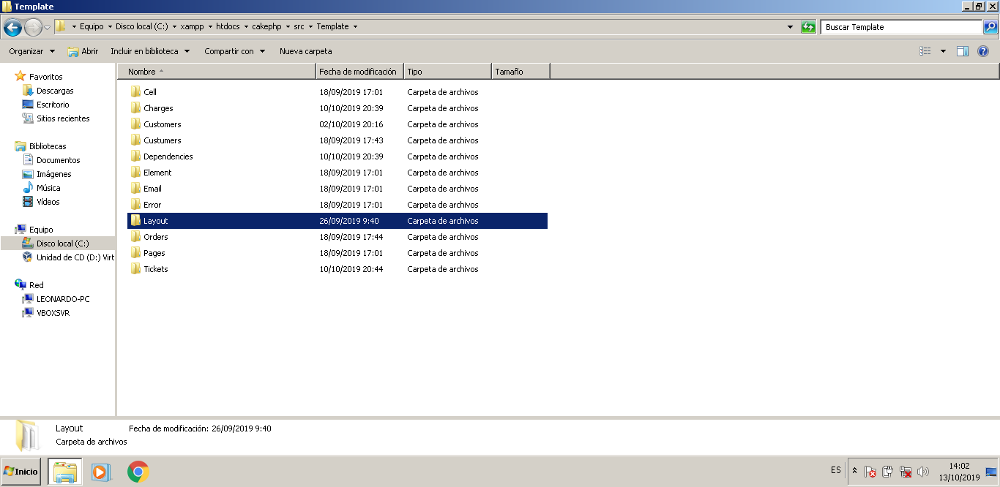 Template
Equipo Disco local (C:) xampp htdocs cakephp src Template
Buscar Template
Organizar Abrir Incluir en biblioteca Compartir con Nueva carpeta
Nombre Fecha de modificación Tipo Tamaño
Favoritos
Descargas
Escritorio
Sitios recientes
Bibliotecas
Documentos
Imágenes
Música
Vídeos
Equipo
Disco local (C:)
Unidad de CD (D:) Virt
Red
LEONARDO-PC
VBOXSVR
Cell 18/09/2019 17:01 Carpeta de archivos
Charges 10/10/2019 20:39 Carpeta de archivos
Customers 02/10/2019 20:16 Carpeta de archivos
Custumers 18/09/2019 17:43 Carpeta de archivos
Dependencies 10/10/2019 20:39 Carpeta de archivos
Element 18/09/2019 17:01 Carpeta de archivos
Email 18/09/2019 17:01 Carpeta de archivos
Error 18/09/2019 17:01 Carpeta de archivos
Layout 26/09/2019 9:40 Carpeta de archivos
Orders 18/09/2019 17:44 Carpeta de archivos
Pages 18/09/2019 17:01 Carpeta de archivos
Tickets 10/10/2019 20:44 Carpeta de archivos
Layout Fecha de modificación: 26/09/2019 9:40
Carpeta de archivos
Inicio
ES
14:02
13/10/2019